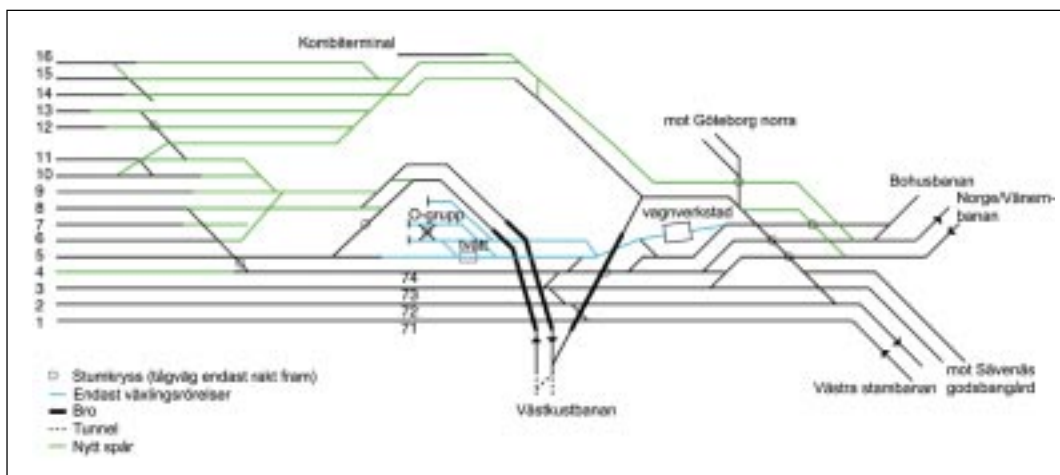 Kombiterminal
16
15
14
13
12
11
10
9
8
7
6
5
4
3
2
1
mot Göteborg norra
Bohusbanan
Norge/Vänern-
banan
vagnverkstad
O-grupp
tvätt
74
73
72
71
mot Sävenäs
godsbangård
Västra stambanan
Västkustbanan
Stumkryss (tågväg endast rakt fram)
Endast växlingsrörelser
Bro
Tunnel
Nytt spår